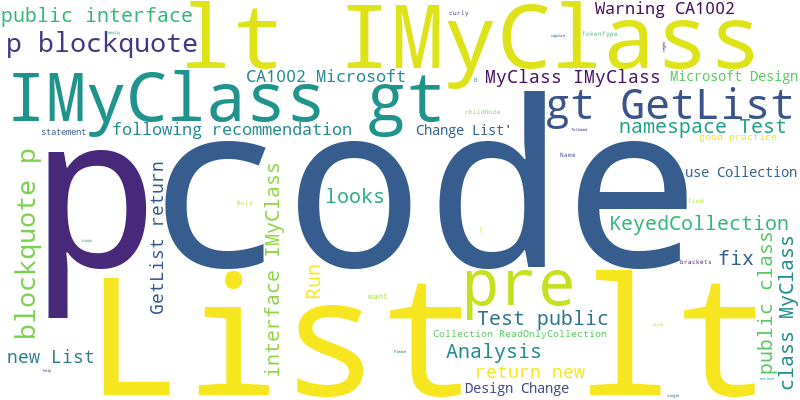 public interface
lt IMyClass
curly
Warning CA1002
p blockquote
capture
TokenType
IMyClass gt
CA1002 Microsoft
MyClass IMyClass
Microsoft Design
gt GetList
childNode
statement
following recommendation
Change List'
namespace Test
followed
good practice
p
code
Name
use Collection
blockquote p
GetList return
interface IMyClass
looks
Bold
find
KeyedCollection
public class
class MyClass
brackets
fix
Run
pre
List
lt
want
Test public
Collection ReadOnlyCollection
new List
Please
Analysis
return new
help
Design Change
single